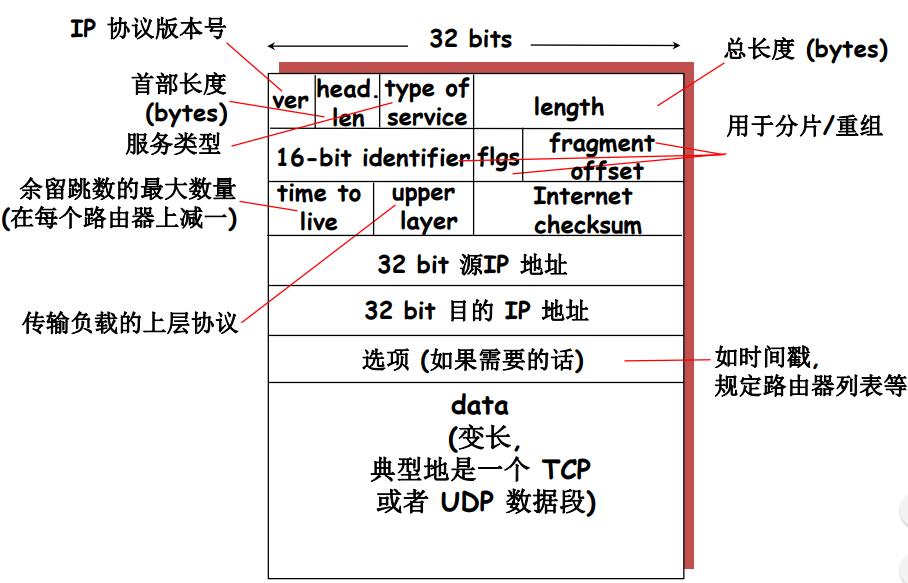 IP 协议版本号
32 bits
总长度 (bytes)
首部长度
(bytes)
服务类型
ver
head.
len
type of
service
length
用于分片/重组
16-bit identifier
flgs
fragment
offset
余留跳数的最大数量
(在每个路由器上减一)
time to
live
upper
layer
Internet
checksum
32 bit 源IP 地址
32 bit 目的 IP 地址
传输负载的上层协议
选项 (如果需要的话)
如时间戳,
规定路由器列表等
data
(变长,
典型地是一个 TCP
或者 UDP 数据段)